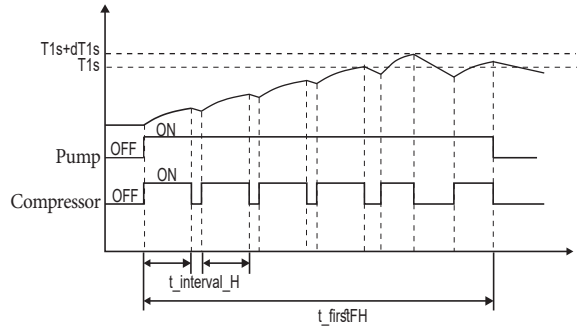 T1s+dT1s
T1s
ON
Pump
OFF
ON
Compressor
OFF
t_interval_H
t_firstFH